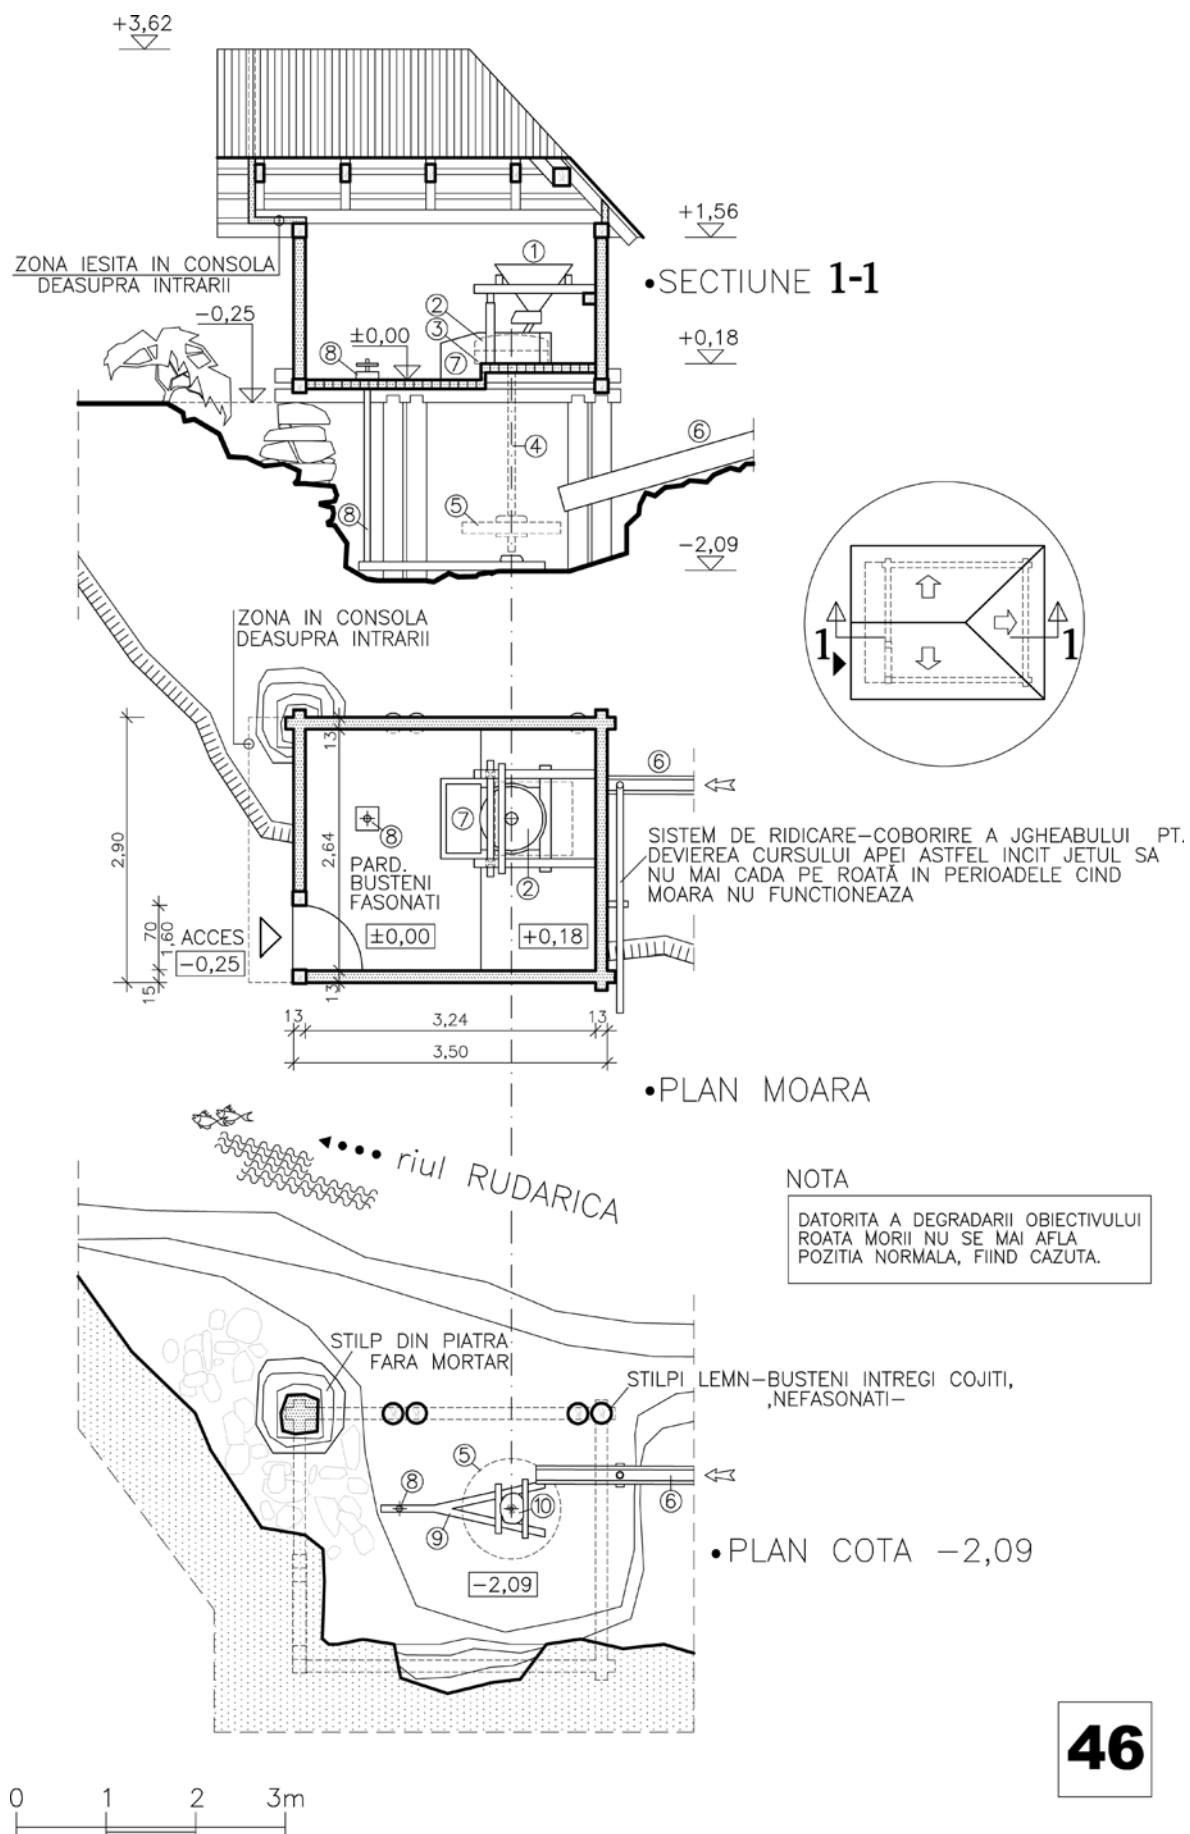 +3,62
+1,56
ZONA IESITA IN CONSOLA
DEASUPRA INTRARII
•SECTIUNE 1-1
-0,25
±0,00
+0,18
1
2
3
7
8
6
4
5
8
-2,09
ZONA IN CONSOLA
DEASUPRA INTRARII
1
1
13
6
7
8
2,90
2,64
SISTEM DE RIDICARE-COBORIRE A JGHEABULUI PT.
DEVIEREA CURSULUI APEI ASTFEL INCIT JETUL SA
NU MAI CADA PE ROATĂ IN PERIOADELE CIND
MOARA NU FUNCTIONEAZA
PARD.
BUSTENI
FASONATI
2
70
1,60
ACCES
±0,00
+0,18
-0,25
15
13
13
3,24
13
3,50
•PLAN MOARA
riul RUDARICA
NOTA
DATORITA A DEGRADARII OBIECTIVULUI
ROATA MORII NU SE MAI AFLA
POZITIA NORMALA, FIIND CAZUTA.
STILP DIN PIATRA
FARA MORTAR
STILPI LEMN-BUSTENI INTREGI COJITI,
,NEFASONATI-
5
8
10
6
9
•PLAN COTA -2,09
-2,09
46
0 1 2 3m